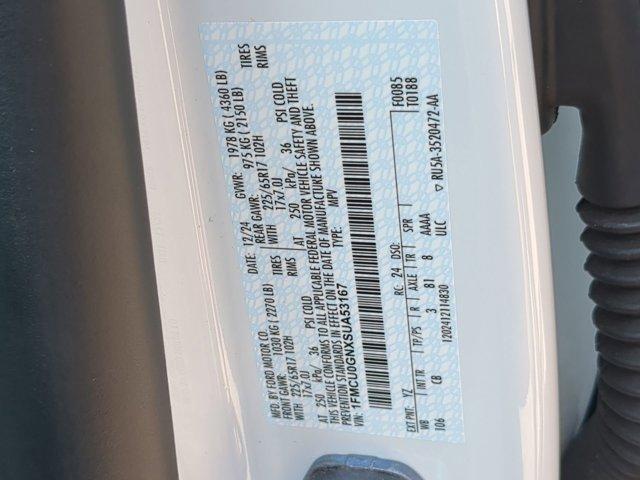 MFD. BY FORD MOTOR CO.
DATE: 12/24 GVWR: 1978 KG ( 4360 LB)
FRONT GAWR: 1030 KG ( 2270 LB) REAR GAWR: 975 KG ( 2150 LB)
WITH 225/65R17 102H TIRES WITH 225/65R17 102H TIRES
17x7.0J RIMS 17x7.0J RIMS
AT 250 kPa/ 36 PSI COLD AT 250 kPa/ 36 PSI COLD
THIS VEHICLE CONFORMS TO ALL APPLICABLE FEDERAL MOTOR VEHICLE SAFETY AND THEFT
PREVENTION STANDARDS IN EFFECT ON THE DATE OF MANUFACTURE SHOWN ABOVE.
VIN: 1FMCU0GNXSUA53167 TYPE: MPV
F0085
T0188
EXT PNT: YZ RC: 24 DSO:
WB INT TR TP/PS R AXLE TR SPR
106 CB 3 81 8 AAAA
ULC RU5A-3520472-AA
120241214830